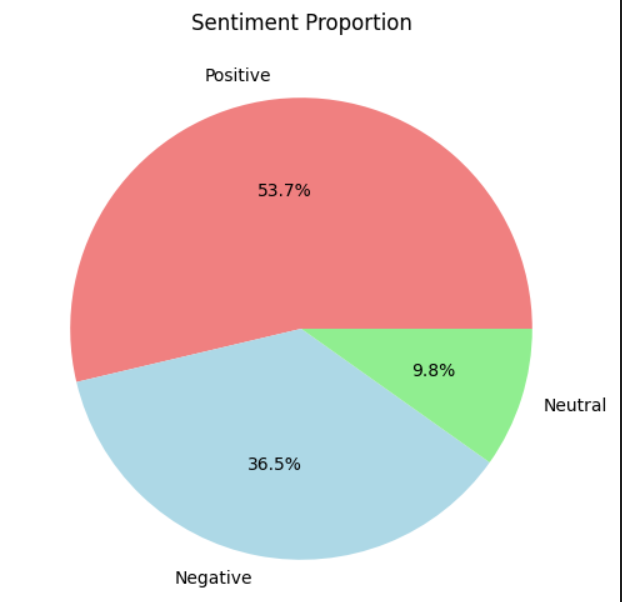 Sentiment Proportion
Positive
53.7%
9.8%
Neutral
36.5%
Negative